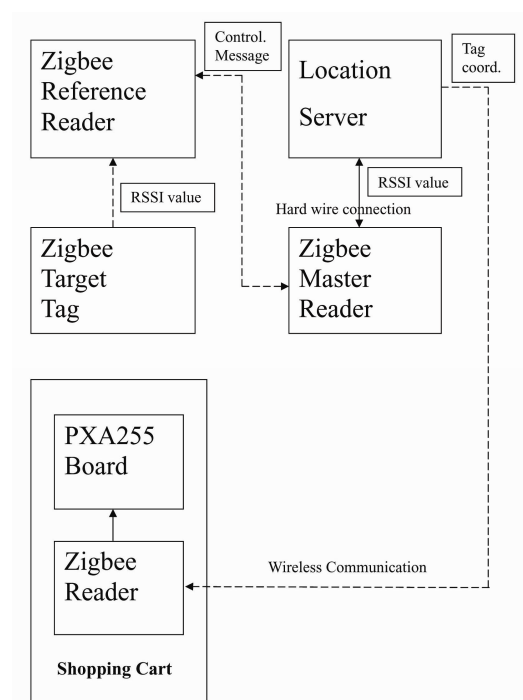 Control.
Message
Zigbee
Reference
Reader
Location
Server
Tag
coord.
RSSI value
RSSI value
Hard wire connection
Zigbee
Target
Tag
Zigbee
Master
Reader
PXA255
Board
Zigbee
Reader
Wireless Communication
Shopping Cart